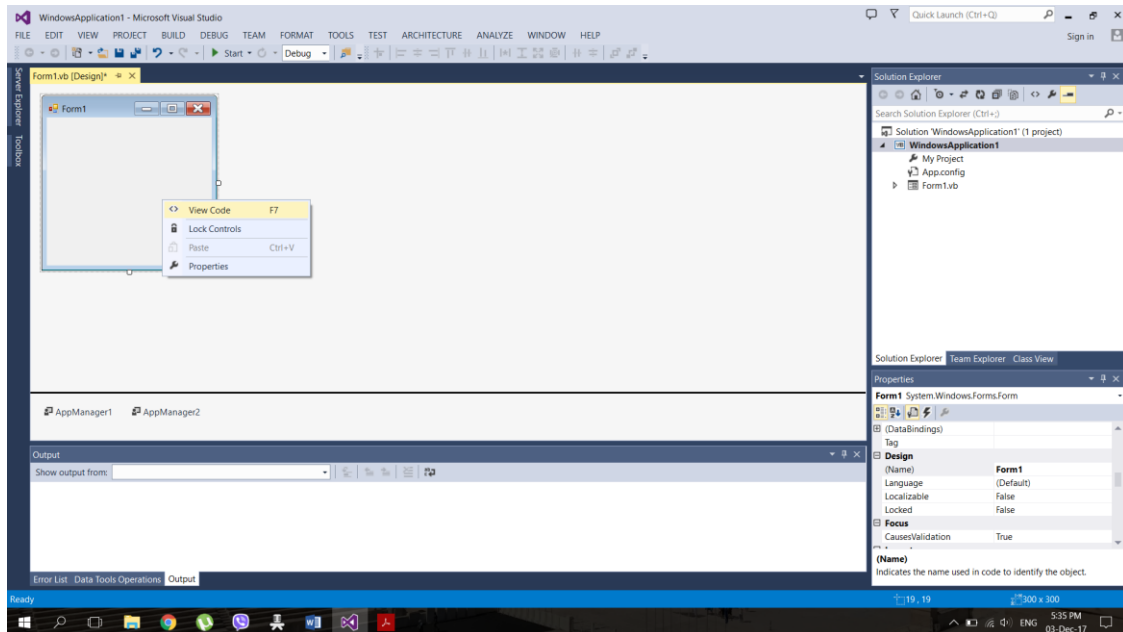 WindowsApplication1 - Microsoft Visual Studio
Quick Launch (Ctrl+Q)
FILE EDIT VIEW PROJECT BUILD DEBUG TEAM FORMAT TOOLS TEST ARCHITECTURE ANALYZE WINDOW HELP
Sign in
Start Debug
Server Explorer
Toolbox
Form1.vb [Design]*
Form1
View Code F7
Lock Controls
Paste Ctrl+V
Properties
AppManager1 AppManager2
Output
Show output from:
Error List Data Tools Operations Output
Solution Explorer
Search Solution Explorer (Ctrl+;)
Solution 'WindowsApplication1' (1 project)
WindowsApplication1
My Project
App.config
Form1.vb
Solution Explorer Team Explorer Class View
Properties
Form1 System.Windows.Forms.Form
(DataBindings)
Tag
Design
(Name) Form1
Language (Default)
Localizable False
Locked False
Focus
CausesValidation True
(Name)
Indicates the name used in code to identify the object.
Ready
19 , 19 300 x 300
ENG 5:35 PM
03-Dec-17